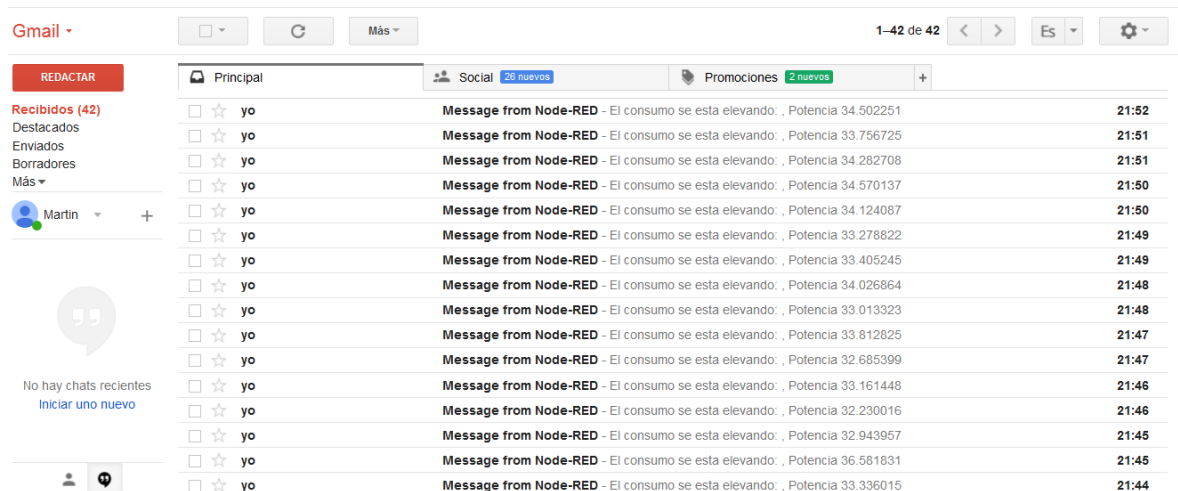 Gmail
Más
1–42 de 42
Es
REDACTAR
Recibidos (42)
Destacados
Enviados
Borradores
Más
Martin
No hay chats recientes
Iniciar uno nuevo
Principal Social 26 nuevos Promociones 2 nuevos +
yo Message from Node-RED - El consumo se esta elevando: , Potencia 34.502251 21:52
yo Message from Node-RED - El consumo se esta elevando: , Potencia 33.756725 21:51
yo Message from Node-RED - El consumo se esta elevando: , Potencia 34.282708 21:51
yo Message from Node-RED - El consumo se esta elevando: , Potencia 34.570137 21:50
yo Message from Node-RED - El consumo se esta elevando: , Potencia 34.124087 21:50
yo Message from Node-RED - El consumo se esta elevando: , Potencia 33.278822 21:49
yo Message from Node-RED - El consumo se esta elevando: , Potencia 33.405245 21:49
yo Message from Node-RED - El consumo se esta elevando: , Potencia 34.026864 21:48
yo Message from Node-RED - El consumo se esta elevando: , Potencia 33.013323 21:48
yo Message from Node-RED - El consumo se esta elevando: , Potencia 33.812825 21:47
yo Message from Node-RED - El consumo se esta elevando: , Potencia 32.685399 21:47
yo Message from Node-RED - El consumo se esta elevando: , Potencia 33.161448 21:46
yo Message from Node-RED - El consumo se esta elevando: , Potencia 32.230016 21:46
yo Message from Node-RED - El consumo se esta elevando: , Potencia 32.943957 21:45
yo Message from Node-RED - El consumo se esta elevando: , Potencia 36.581831 21:45
yo Message from Node-RED - El consumo se esta elevando: , Potencia 33.336015 21:44